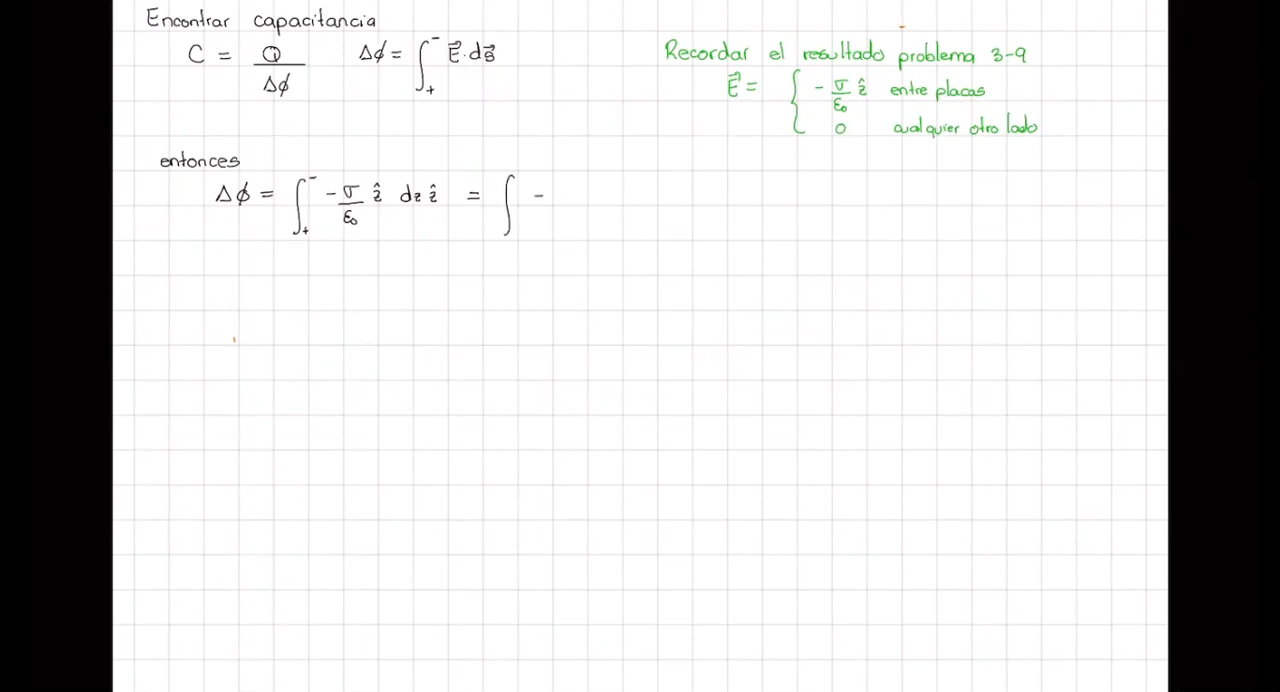 Encontrar capacitancia
C = Q/Δϕ    Δϕ = ∫₊⁻ E⃗·ds⃗
Recordar el resultado problema 3-9
E⃗ = { -σ/ε₀ ẑ entre placas
0 cualquier otro lado
entonces
Δϕ = ∫₊⁻ -σ/ε₀ ẑ dz ẑ = ∫ -